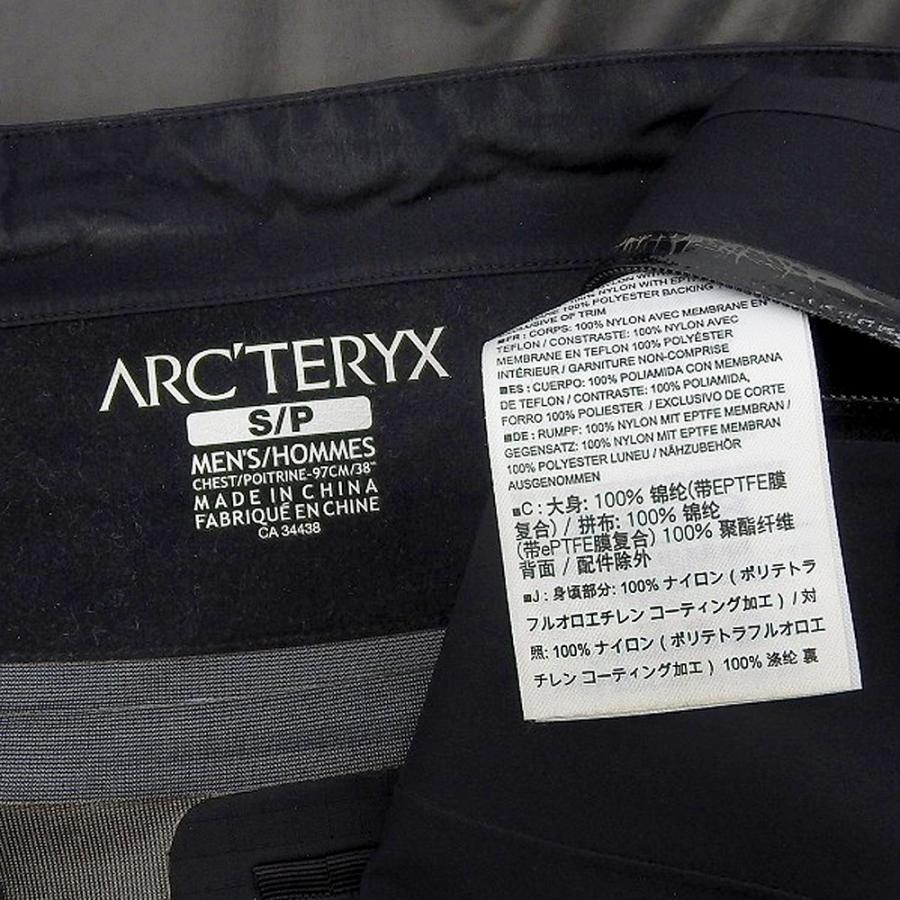 ARC'TERYX
S/P
MEN'S/HOMMES
CHEST/POITRINE-97CM/38"
MADE IN CHINA
FABRIQUÉ EN CHINE
CA 34438
NYLON WITH EPTFE
100% POLYESTER BACKING
EXCLUSIVE OF TRIM
■FR : CORPS: 100% NYLON AVEC MEMBRANE EN
TEFLON / CONTRASTE: 100% NYLON AVEC
MEMBRANE EN TEFLON 100% POLYÉSTER
INTÉRIEUR / GARNITURE NON-COMPRISE
■ES : CUERPO: 100% POLIAMIDA CON MEMBRANA
DE TEFLON / CONTRASTE: 100% POLIAMIDA,
FORRO 100% POLIESTER / EXCLUSIVO DE CORTE
■DE : RUMPF: 100% NYLON MIT EPTFE MEMBRAN /
GEGENSATZ: 100% NYLON MIT EPTFE MEMBRAN
100% POLYESTER LUNEU / NÄHZUBEHÖR
AUSGENOMMEN
■C : 大身: 100% 锦纶(带EPTFE膜
复合) / 拼布: 100% 锦纶
(带ePTFE膜复合) 100% 聚酯纤维
背面 / 配件除外
■J : 身頃部分: 100% ナイロン ( ポリテトラ
フルオロエチレン コーティング加工 ) / 対
照: 100% ナイロン ( ポリテトラフルオロエ
チレン コーティング加工 ) 100% 涤纶 裏